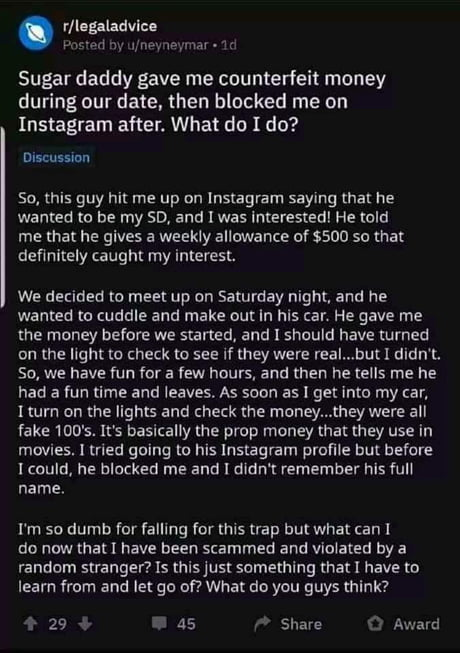 r/legaladvice
Posted by u/neyneymar • 1d
Sugar daddy gave me counterfeit money
during our date, then blocked me on
Instagram after. What do I do?
Discussion
So, this guy hit me up on Instagram saying that he
wanted to be my SD, and I was interested! He told
me that he gives a weekly allowance of $500 so that
definitely caught my interest.
We decided to meet up on Saturday night, and he
wanted to cuddle and make out in his car. He gave me
the money before we started, and I should have turned
on the light to check to see if they were real...but I didn't.
So, we have fun for a few hours, and then he tells me he
had a fun time and leaves. As soon as I get into my car,
I turn on the lights and check the money...they were all
fake 100's. It's basically the prop money that they use in
movies. I tried going to his Instagram profile but before
I could, he blocked me and I didn't remember his full
name.
I'm so dumb for falling for this trap but what can I
do now that I have been scammed and violated by a
random stranger? Is this just something that I have to
learn from and let go of? What do you guys think?
29 45 Share Award